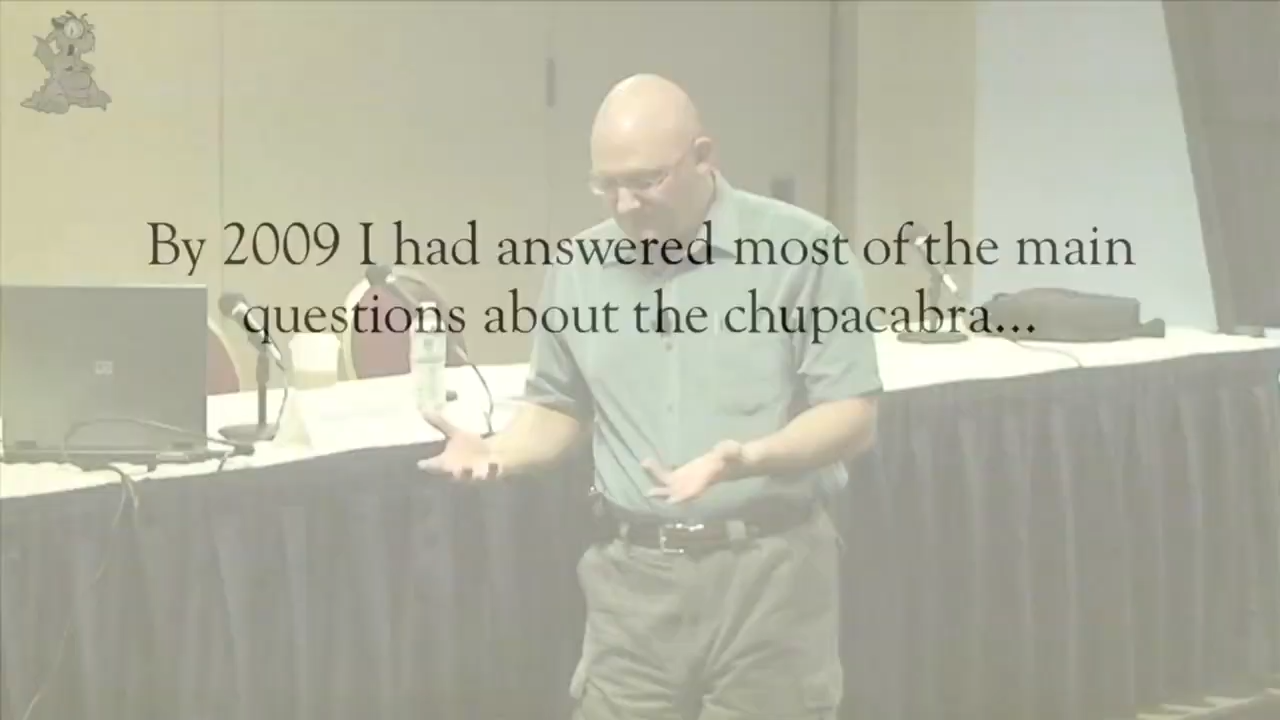 By 2009 I had answered most of the main
questions about the chupacabra...